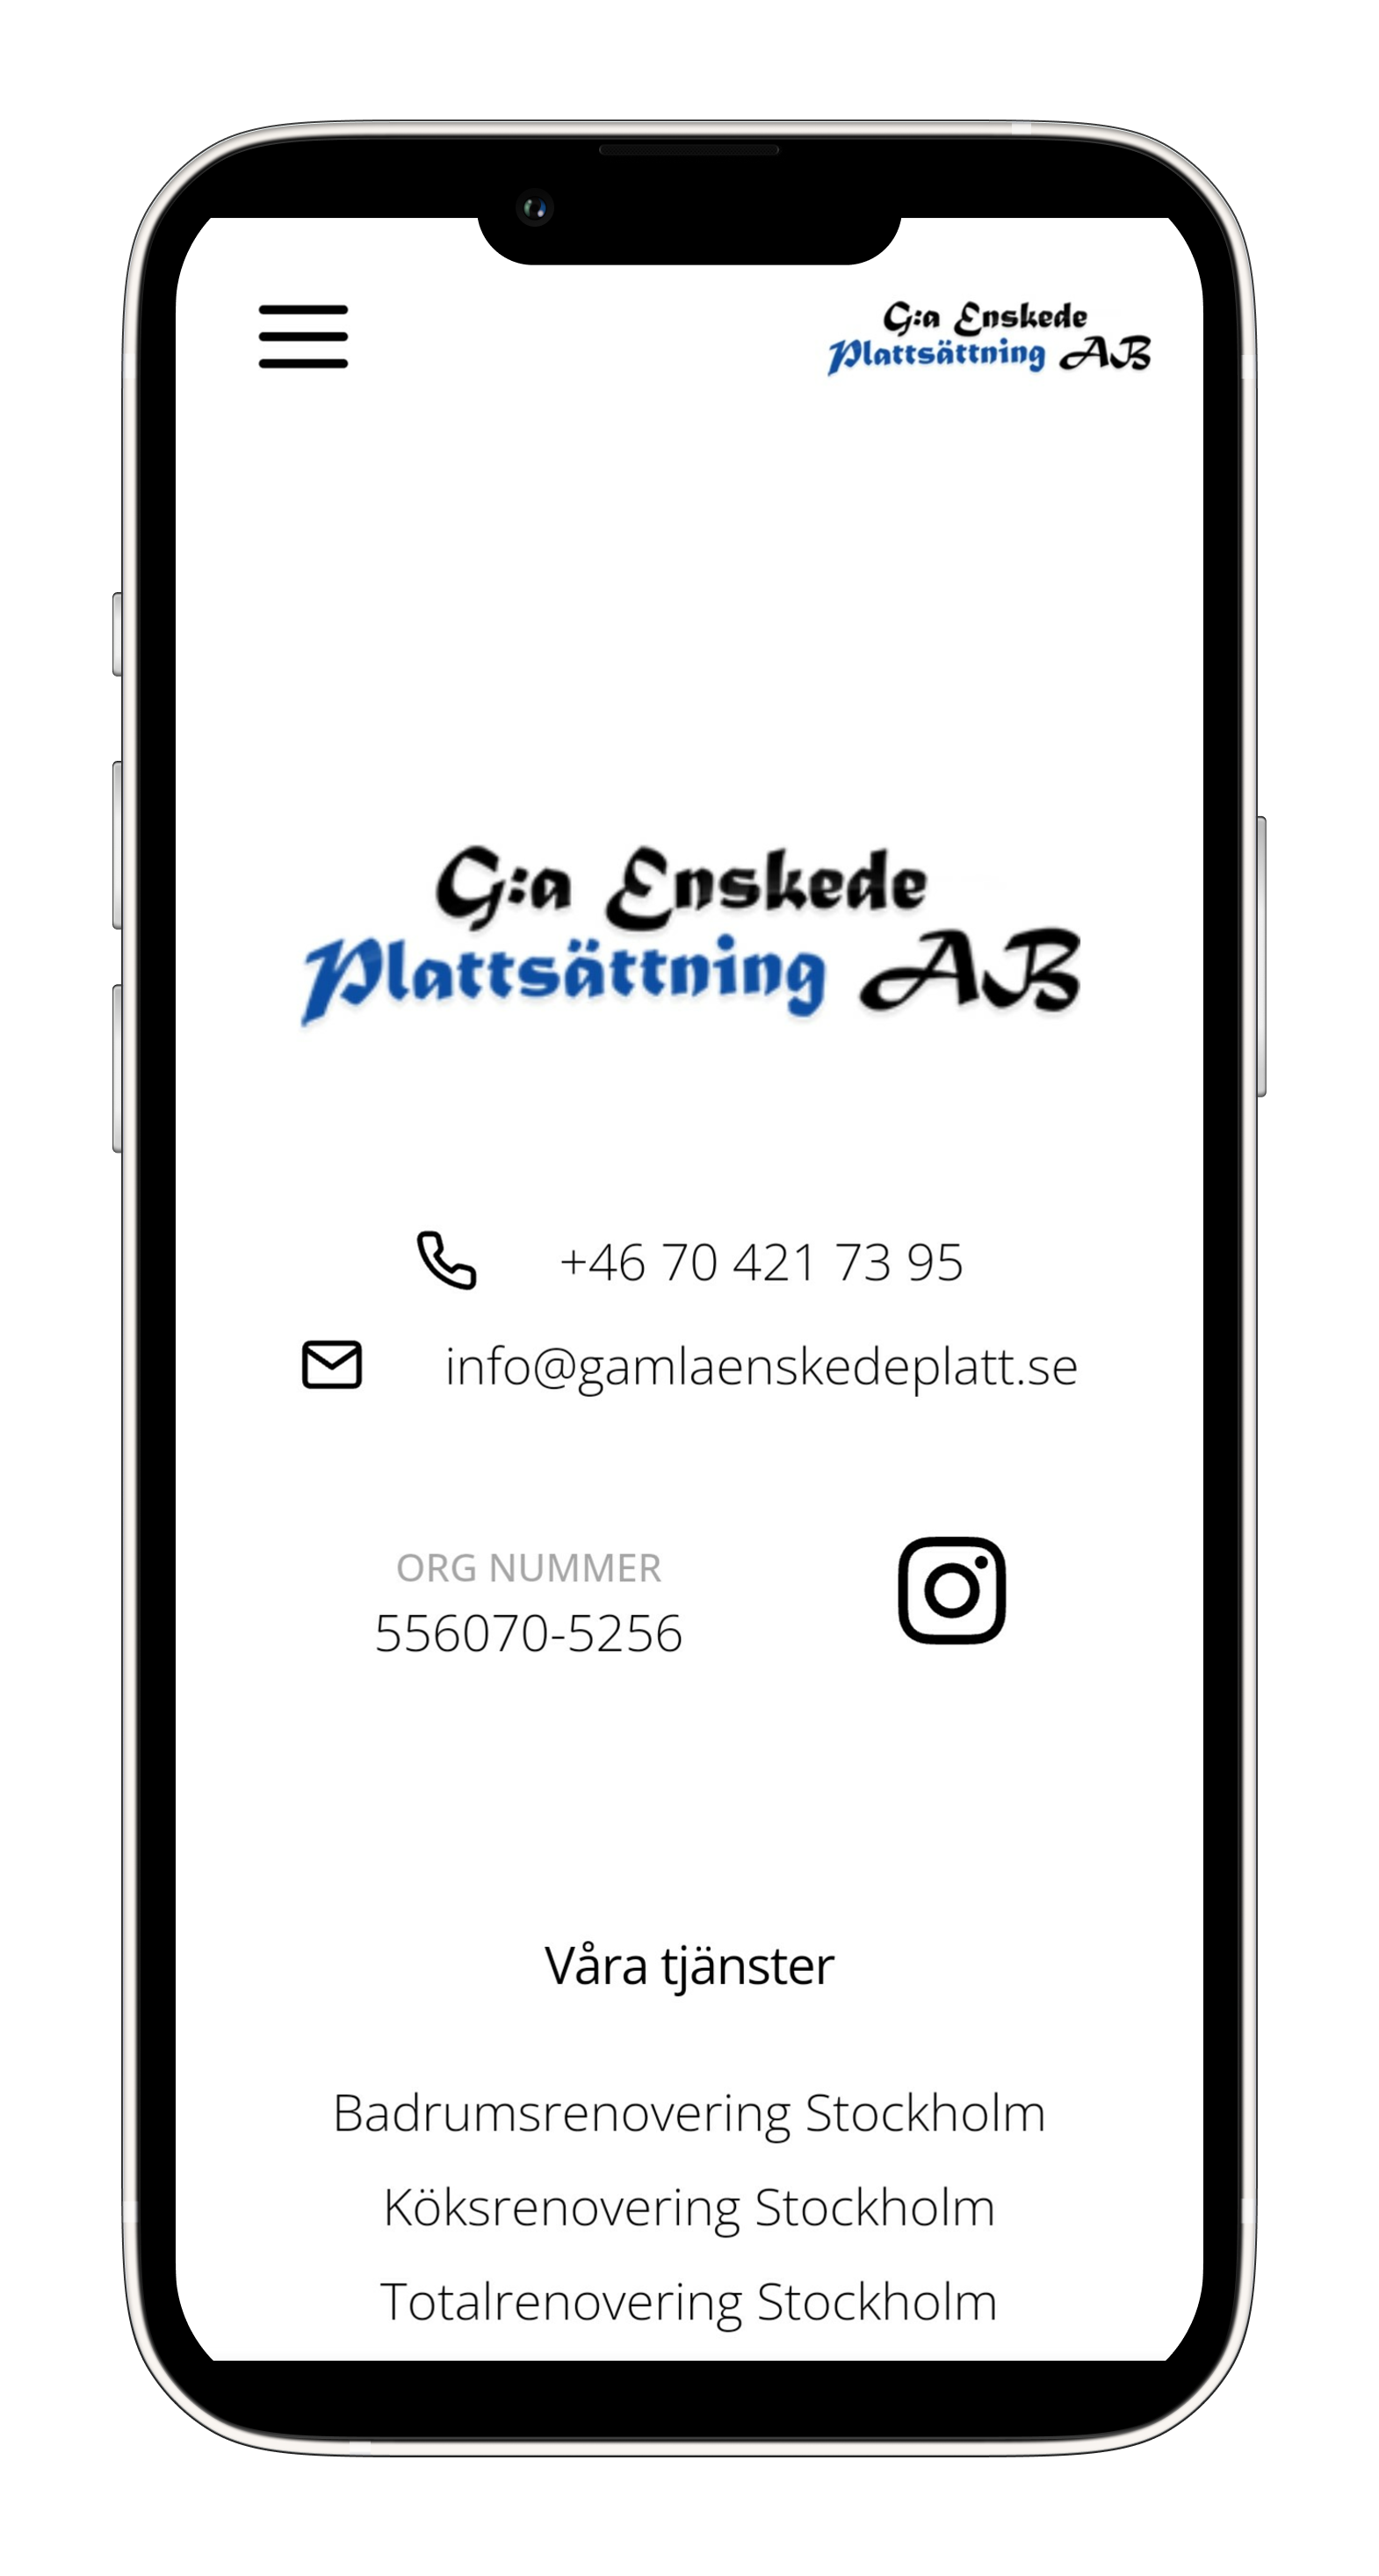 G:a Enskede
Plattsättning AB
G:a Enskede
Plattsättning AB
+46 70 421 73 95
info@gamlaenskedeplatt.se
ORG NUMMER
556070-5256
Våra tjänster
Badrumsrenovering Stockholm
Köksrenovering Stockholm
Totalrenovering Stockholm